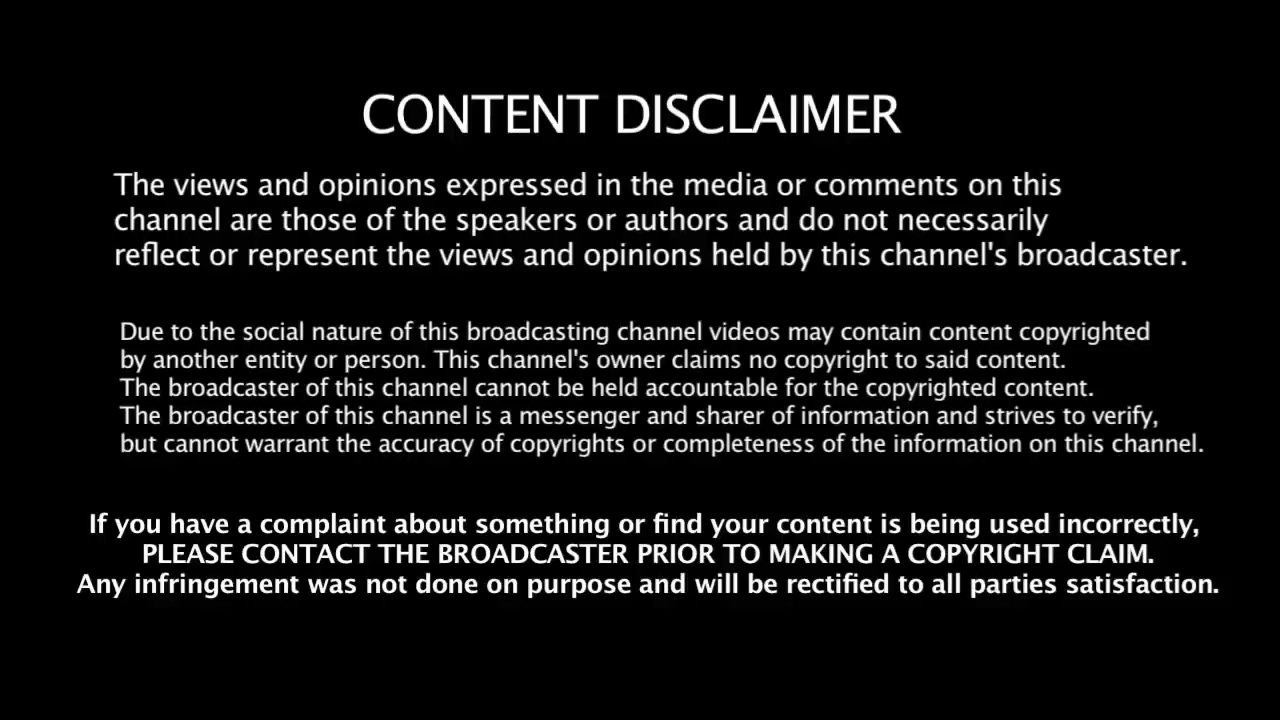 CONTENT DISCLAIMER
The views and opinions expressed in the media or comments on this
channel are those of the speakers or authors and do not necessarily
reflect or represent the views and opinions held by this channel's broadcaster.
Due to the social nature of this broadcasting channel videos may contain content copyrighted
by another entity or person. This channel's owner claims no copyright to said content.
The broadcaster of this channel cannot be held accountable for the copyrighted content.
The broadcaster of this channel is a messenger and sharer of information and strives to verify,
but cannot warrant the accuracy of copyrights or completeness of the information on this channel.
If you have a complaint about something or find your content is being used incorrectly,
PLEASE CONTACT THE BROADCASTER PRIOR TO MAKING A COPYRIGHT CLAIM.
Any infringement was not done on purpose and will be rectified to all parties satisfaction.